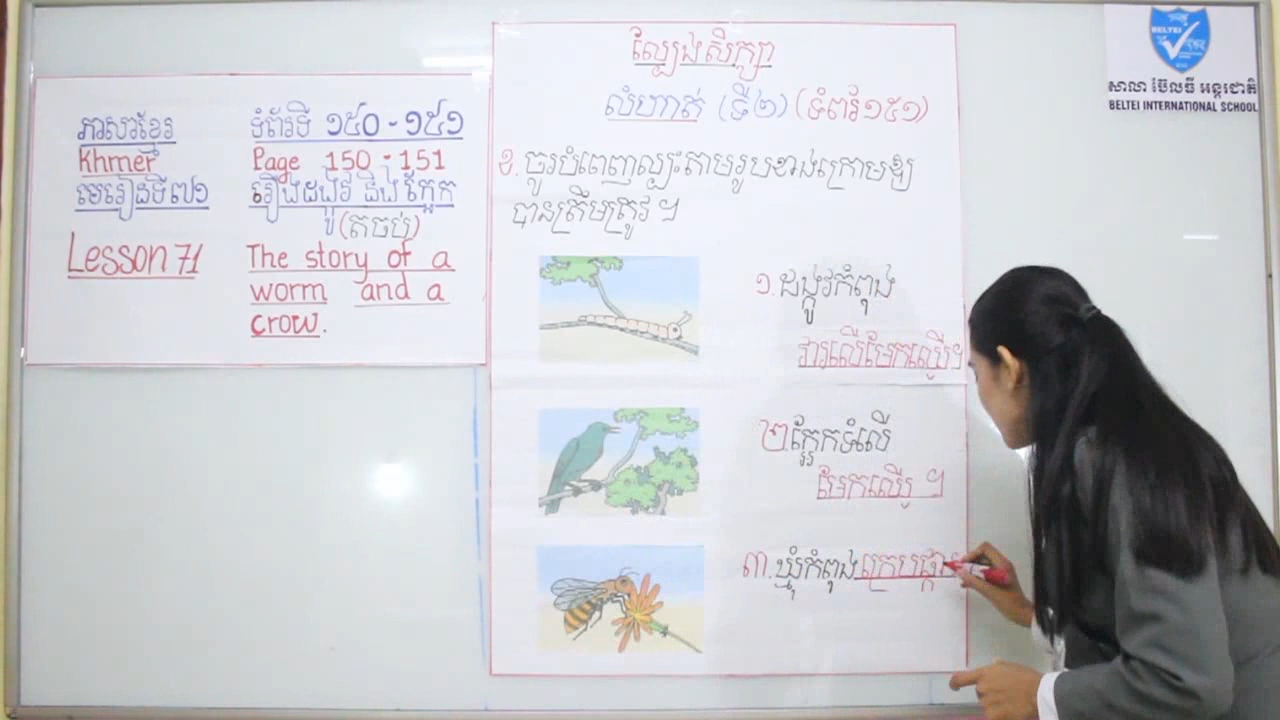 ភាសាខ្មែរ
Khmer
មេរៀនទី៧១
Lesson 71
ទំព័រទី ១៥០ - ១៥១
Page 150 - 151
រឿងដង្កូវ និងក្អែក
(តចប់)
The story of a
worm and a
crow.
ល្បែងសិក្សា
លំហាត់ (ទី២) (ទំព័រ១៥១)
ខ. ចូរបំពេញល្បះតាមរូបខាងក្រោមឱ្យ
បានត្រឹមត្រូវ ។
១. ដង្កូវកំពុង
វារលើមែកឈើ។
២. ក្អែកទំលើ
មែកឈើ ។
៣. ឃ្មុំកំពុង
BELTEI
សាលា ប៊ែលធី អន្តរជាតិ
BELTEI INTERNATIONAL SCHOOL